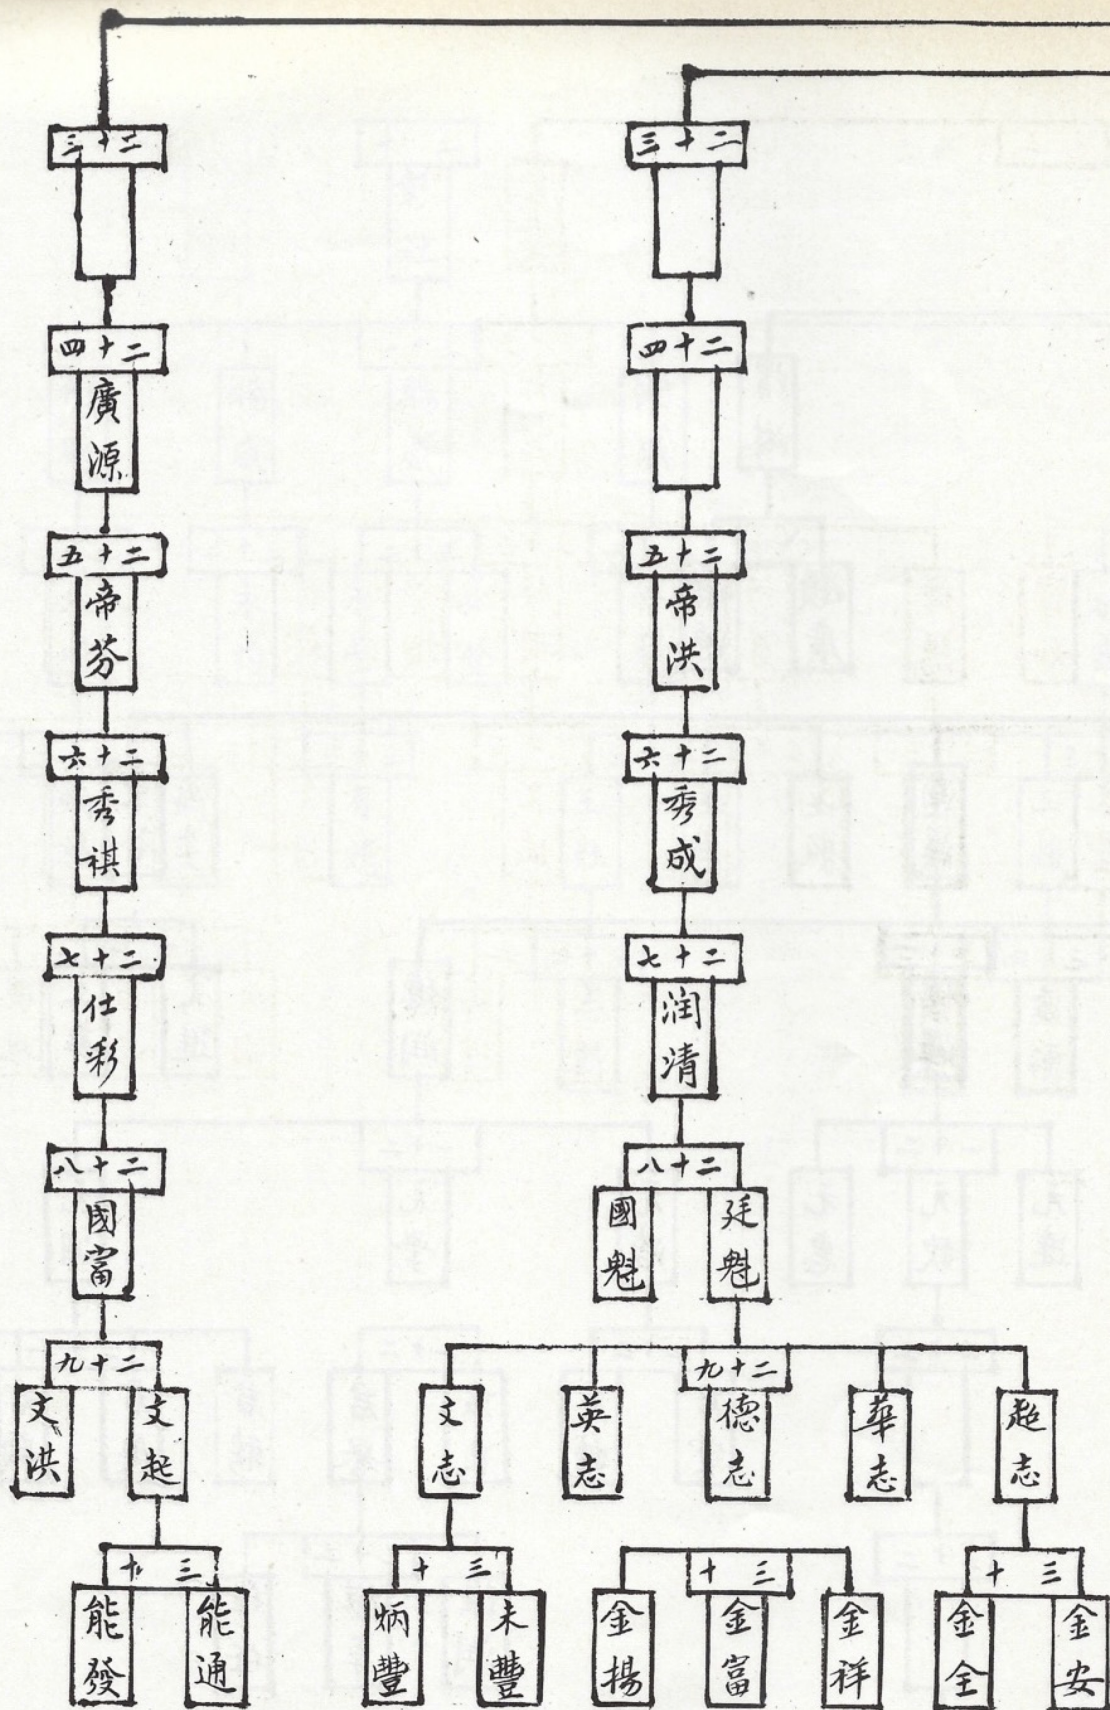 二十三
二十三
二十四
二十四
廣源
二十五
帝洪
二十五
帝芬
二十六
秀成
二十六
秀祺
二十七
润清
二十七
仕彩
二十八
廷魁
國魁
二十八
國富
二十九
超志
華志
德志
英志
文志
二十九
文起
文洪
三十
金安
金全
三十
金祥
金富
金揚
三十
未豐
炳豐
三十
能通
能發